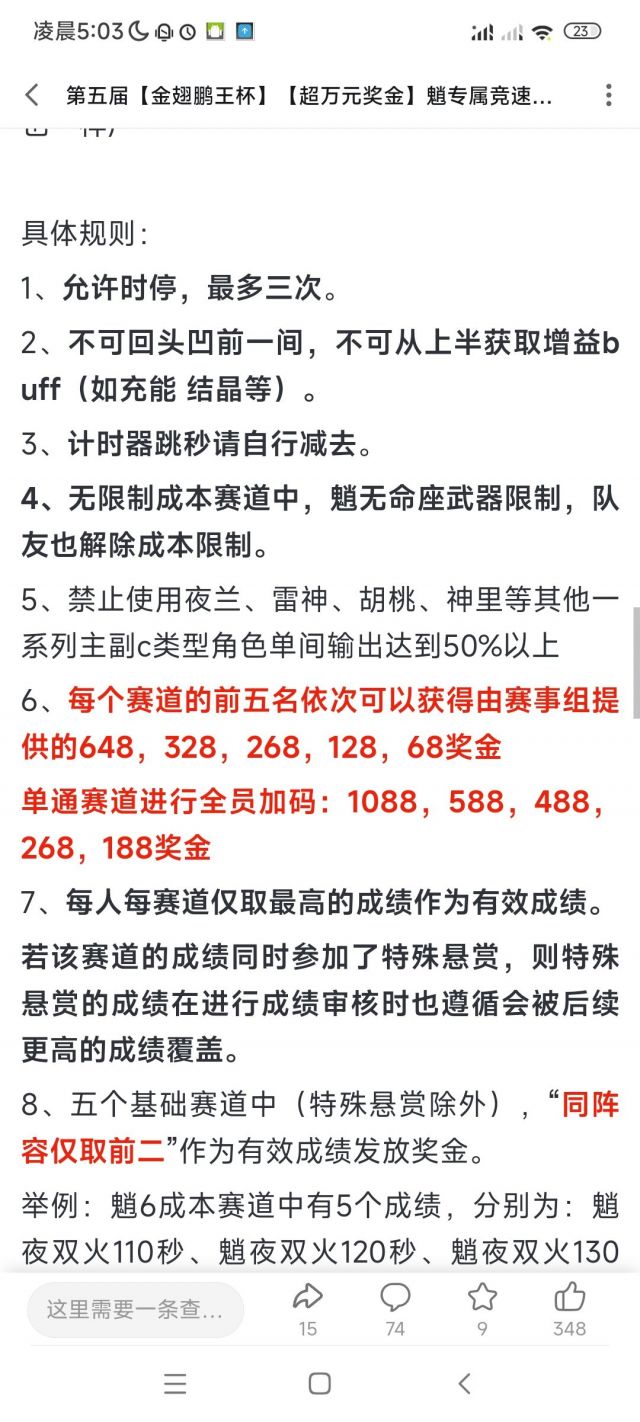 凌晨5:03
23
第五届【金翅鹏王杯】【超万元奖金】魈专属竞速...
具体规则：
1、允许时停，最多三次。
2、不可回头凹前一间，不可从上半获取增益b
uff（如充能 结晶等）。
3、计时器跳秒请自行减去。
4、无限制成本赛道中，魈无命座武器限制，队
友也解除成本限制。
5、禁止使用夜兰、雷神、胡桃、神里等其他一
系列主副c类型角色单间输出达到50%以上
6、每个赛道的前五名依次可以获得由赛事组提
供的648，328，268，128，68奖金
单通赛道进行全员加码：1088，588，488，
268，188奖金
7、每人每赛道仅取最高的成绩作为有效成绩。
若该赛道的成绩同时参加了特殊悬赏，则特殊
悬赏的成绩在进行成绩审核时也遵循会被后续
更高的成绩覆盖。
8、五个基础赛道中（特殊悬赏除外），“同阵
容仅取前二”作为有效成绩发放奖金。
举例：魈6成本赛道中有5个成绩，分别为：魈
夜双火110秒、魈夜双火120秒、魈夜双火130
这里需要一条查...
15
74
9
348